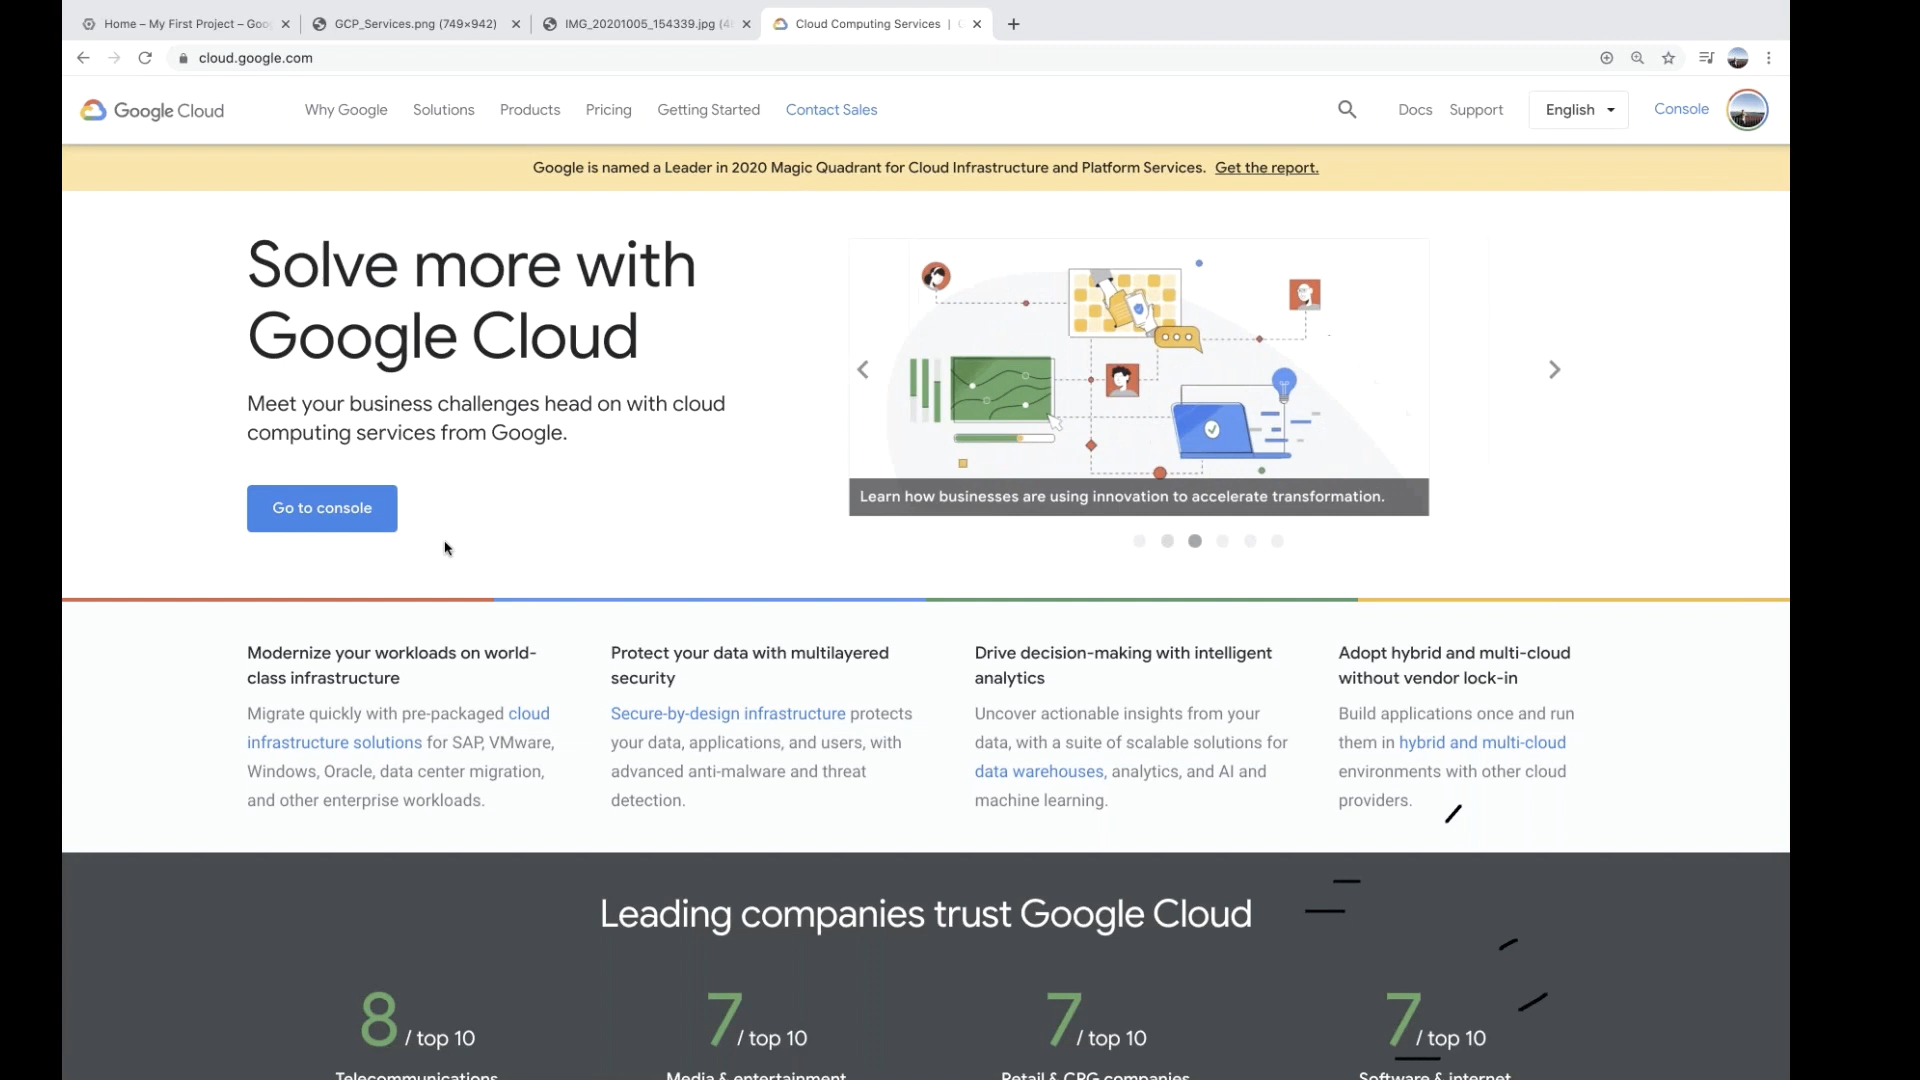 Home – My First Project – Goo
GCP_Services.png (749×942)
IMG_20201005_154339.jpg (4
Cloud Computing Services |
cloud.google.com
Google Cloud
Why Google
Solutions
Products
Pricing
Getting Started
Contact Sales
Docs
Support
English
Console
Google is named a Leader in 2020 Magic Quadrant for Cloud Infrastructure and Platform Services. Get the report.
Solve more with
Google Cloud
Meet your business challenges head on with cloud
computing services from Google.
Go to console
Learn how businesses are using innovation to accelerate transformation.
Modernize your workloads on world-
class infrastructure
Migrate quickly with pre-packaged cloud
infrastructure solutions for SAP, VMware,
Windows, Oracle, data center migration,
and other enterprise workloads.
Protect your data with multilayered
security
Secure-by-design infrastructure protects
your data, applications, and users, with
advanced anti-malware and threat
detection.
Drive decision-making with intelligent
analytics
Uncover actionable insights from your
data, with a suite of scalable solutions for
data warehouses, analytics, and AI and
machine learning.
Adopt hybrid and multi-cloud
without vendor lock-in
Build applications once and run
them in hybrid and multi-cloud
environments with other cloud
providers.
Leading companies trust Google Cloud
8 / top 10
7 / top 10
7 / top 10
7 / top 10
Telecommunications
Media & entertainment
Retail & CPG companies
Software & internet